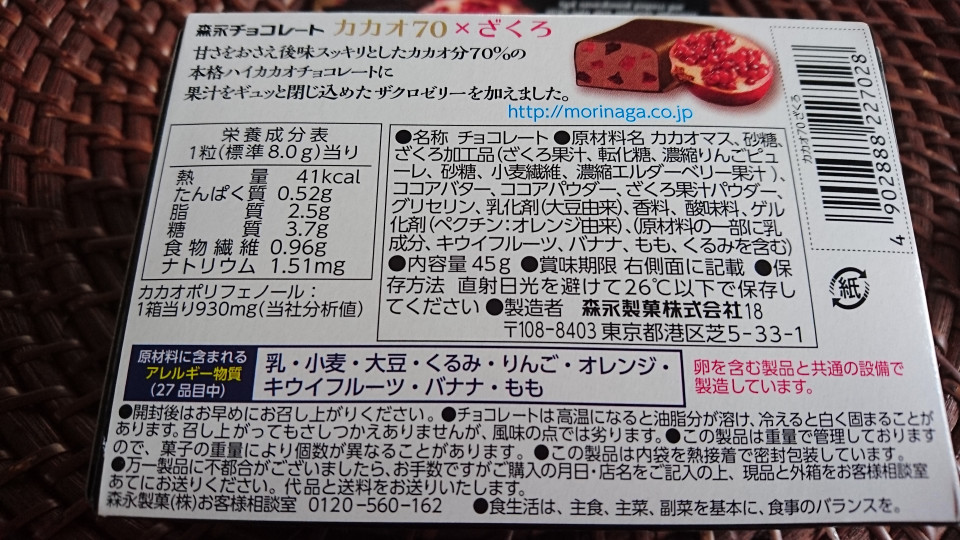 森永チョコレート カカオ70×ざくろ
甘さをおさえ後味スッキリとしたカカオ分70%の
本格ハイカカオチョコレートに
果汁をギュッと閉じ込めたザクロゼリーを加えました。
http://morinaga.co.jp
栄養成分表
1粒(標準8.0g)当り
熱量 41kcal
たんぱく質 0.52g
脂質 2.5g
糖質 3.7g
食物繊維 0.96g
ナトリウム 1.51mg
カカオポリフェノール:
1箱当り930mg(当社分析値)
●名称 チョコレート ●原材料名 カカオマス、砂糖、
ざくろ加工品(ざくろ果汁、転化糖、濃縮りんごピュ
ーレ、砂糖、小麦繊維、濃縮エルダーベリー果汁)、
ココアバター、ココアパウダー、ざくろ果汁パウダー、
グリセリン、乳化剤(大豆由来)、香料、酸味料、ゲル
化剤(ペクチン:オレンジ由来)、(原材料の一部に乳
成分、キウイフルーツ、バナナ、もも、くるみを含む)
●内容量 45g ●賞味期限 右側面に記載 ●保
存方法 直射日光を避けて26℃以下で保存し
てください ●製造者 森永製菓株式会社18
〒108-8403 東京都港区芝5-33-1
カカオ70ざくろ
4 902888 227028
紙
原材料に含まれる
アレルギー物質
(27品目中)
乳・小麦・大豆・くるみ・りんご・オレンジ・
キウイフルーツ・バナナ・もも
卵を含む製品と共通の設備で
製造しています。
●開封後はお早めにお召し上がりください。●チョコレートは高温になると油脂分が溶け、冷えると白く固まることが
あります。召し上がってもさしつかえありませんが、風味の点では劣ります。●この製品は重量で管理しております
ので、菓子の重量により個数が異なることがあります。●この製品は内袋を熱接着で密封包装しています。
●万一製品に不都合がございましたら、お手数ですがご購入の月日・店名をご記入の上、現品と外箱をお客様相談室
あてにお送りください。代品と送料をお送りいたします。
森永製菓(株)お客様相談室 0120-560-162 ●食生活は、主食、主菜、副菜を基本に、食事のバランスを。